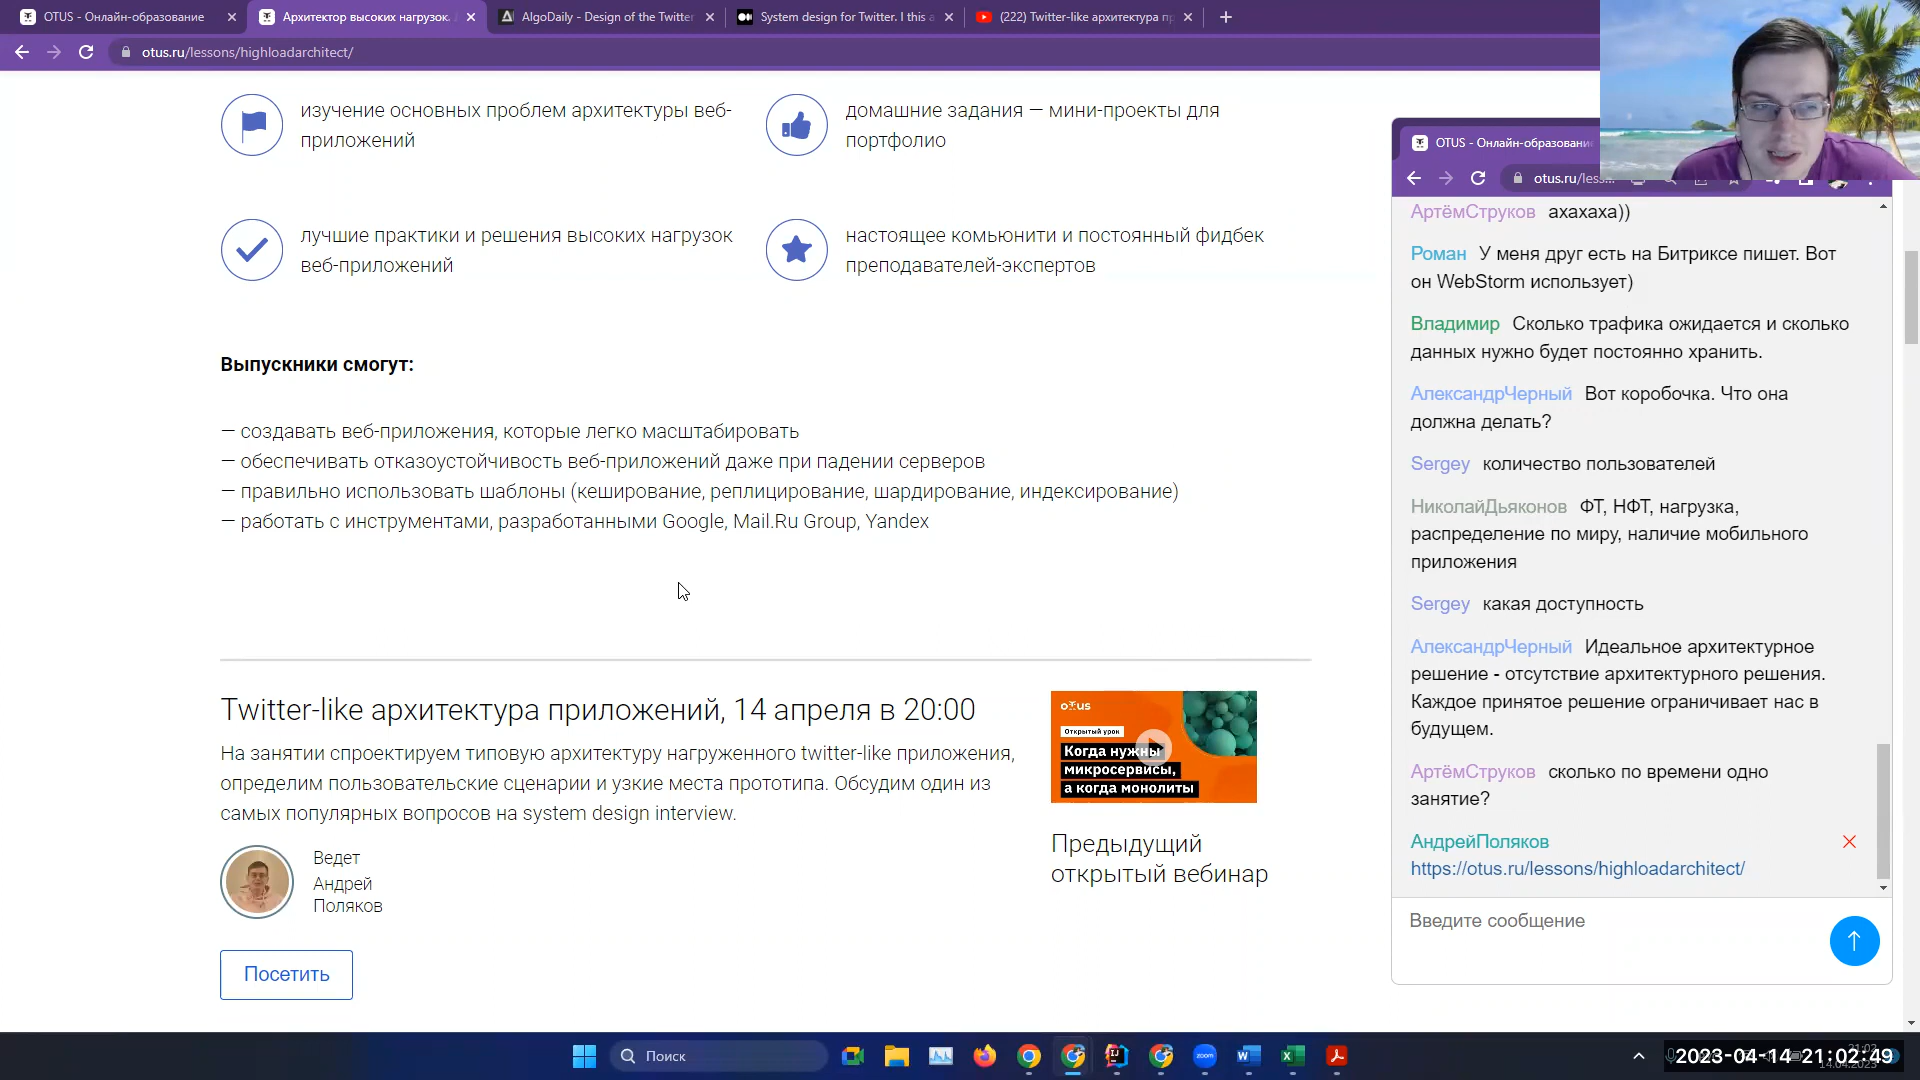 OTUS - Онлайн-образование
Архитектор высоких нагрузок.
AlgoDaily - Design of the Twitter
System design for Twitter. I this a
(222) Twitter-like архитектура п
otus.ru/lessons/highloadarchitect/
изучение основных проблем архитектуры веб-
приложений
домашние задания — мини-проекты для
портфолио
лучшие практики и решения высоких нагрузок
веб-приложений
настоящее комьюнити и постоянный фидбек
преподавателей-экспертов
Выпускники смогут:
— создавать веб-приложения, которые легко масштабировать
— обеспечивать отказоустойчивость веб-приложений даже при падении серверов
— правильно использовать шаблоны (кеширование, реплицирование, шардирование, индексирование)
— работать с инструментами, разработанными Google, Mail.Ru Group, Yandex
Twitter-like архитектура приложений, 14 апреля в 20:00
На занятии спроектируем типовую архитектуру нагруженного twitter-like приложения,
определим пользовательские сценарии и узкие места прототипа. Обсудим один из
самых популярных вопросов на system design interview.
Ведет
Андрей
Поляков
Посетить
OTUS
Открытый урок
Когда нужны
микросервисы,
а когда монолиты
Предыдущий
открытый вебинар
OTUS - Онлайн-образование
otus.ru/less...
АртёмСтруков ахахаха))
Роман У меня друг есть на Битриксе пишет. Вот
он WebStorm использует)
Владимир Сколько трафика ожидается и сколько
данных нужно будет постоянно хранить.
АлександрЧерный Вот коробочка. Что она
должна делать?
Sergey количество пользователей
НиколайДьяконов ФТ, НФТ, нагрузка,
распределение по миру, наличие мобильного
приложения
Sergey какая доступность
АлександрЧерный Идеальное архитектурное
решение - отсутствие архитектурного решения.
Каждое принятое решение ограничивает нас в
будущем.
АртёмСтруков сколько по времени одно
занятие?
АндрейПоляков
https://otus.ru/lessons/highloadarchitect/
Введите сообщение
Поиск
zoom
2023-04-14-21:02:49